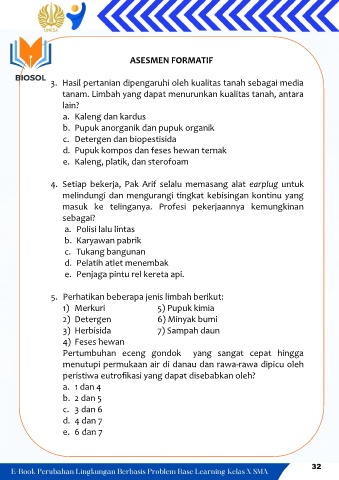 UNESA
BIOSOL
ASESMEN FORMATIF
3. Hasil pertanian dipengaruhi oleh kualitas tanah sebagai media
tanam. Limbah yang dapat menurunkan kualitas tanah, antara
lain?
a. Kaleng dan kardus
b. Pupuk anorganik dan pupuk organik
c. Detergen dan biopestisida
d. Pupuk kompos dan feses hewan ternak
e. Kaleng, platik, dan sterofoam
4. Setiap bekerja, Pak Arif selalu memasang alat earplug untuk
melindungi dan mengurangi tingkat kebisingan kontinu yang
masuk ke telinganya. Profesi pekerjaannya kemungkinan
sebagai?
a. Polisi lalu lintas
b. Karyawan pabrik
c. Tukang bangunan
d. Pelatih atlet menembak
e. Penjaga pintu rel kereta api.
5. Perhatikan beberapa jenis limbah berikut:
1) Merkuri 5) Pupuk kimia
2) Detergen 6) Minyak bumi
3) Herbisida 7) Sampah daun
4) Feses hewan
Pertumbuhan eceng gondok yang sangat cepat hingga
menutupi permukaan air di danau dan rawa-rawa dipicu oleh
peristiwa eutrofikasi yang dapat disebabkan oleh?
a. 1 dan 4
b. 2 dan 5
c. 3 dan 6
d. 4 dan 7
e. 6 dan 7
E-Book Perubahan Lingkungan Berbasis Problem Base Learning Kelas X SMA
32